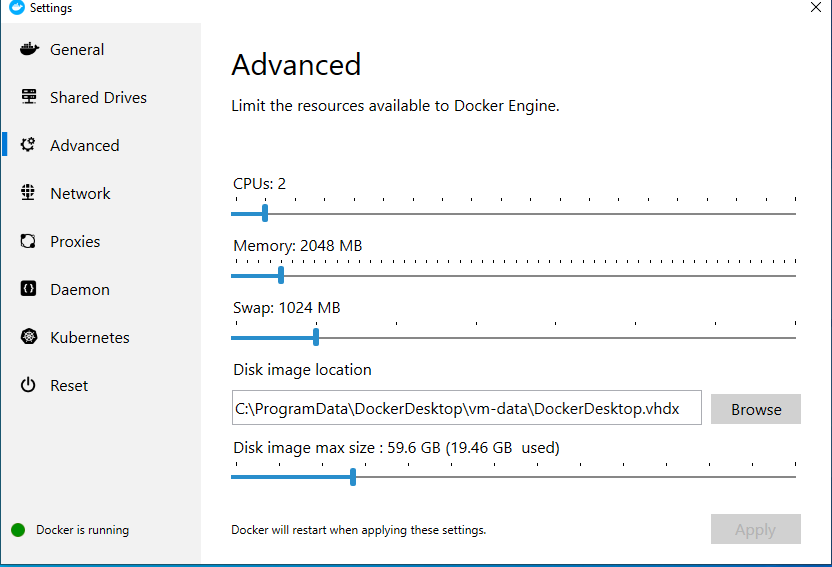 Settings
General
Shared Drives
Advanced
Network
Proxies
Daemon
Kubernetes
Reset
Docker is running
Advanced
Limit the resources available to Docker Engine.
CPUs: 2
Memory: 2048 MB
Swap: 1024 MB
Disk image location
C:\ProgramData\DockerDesktop\vm-data\DockerDesktop.vhdx
Browse
Disk image max size : 59.6 GB (19.46 GB  used)
Docker will restart when applying these settings.
Apply